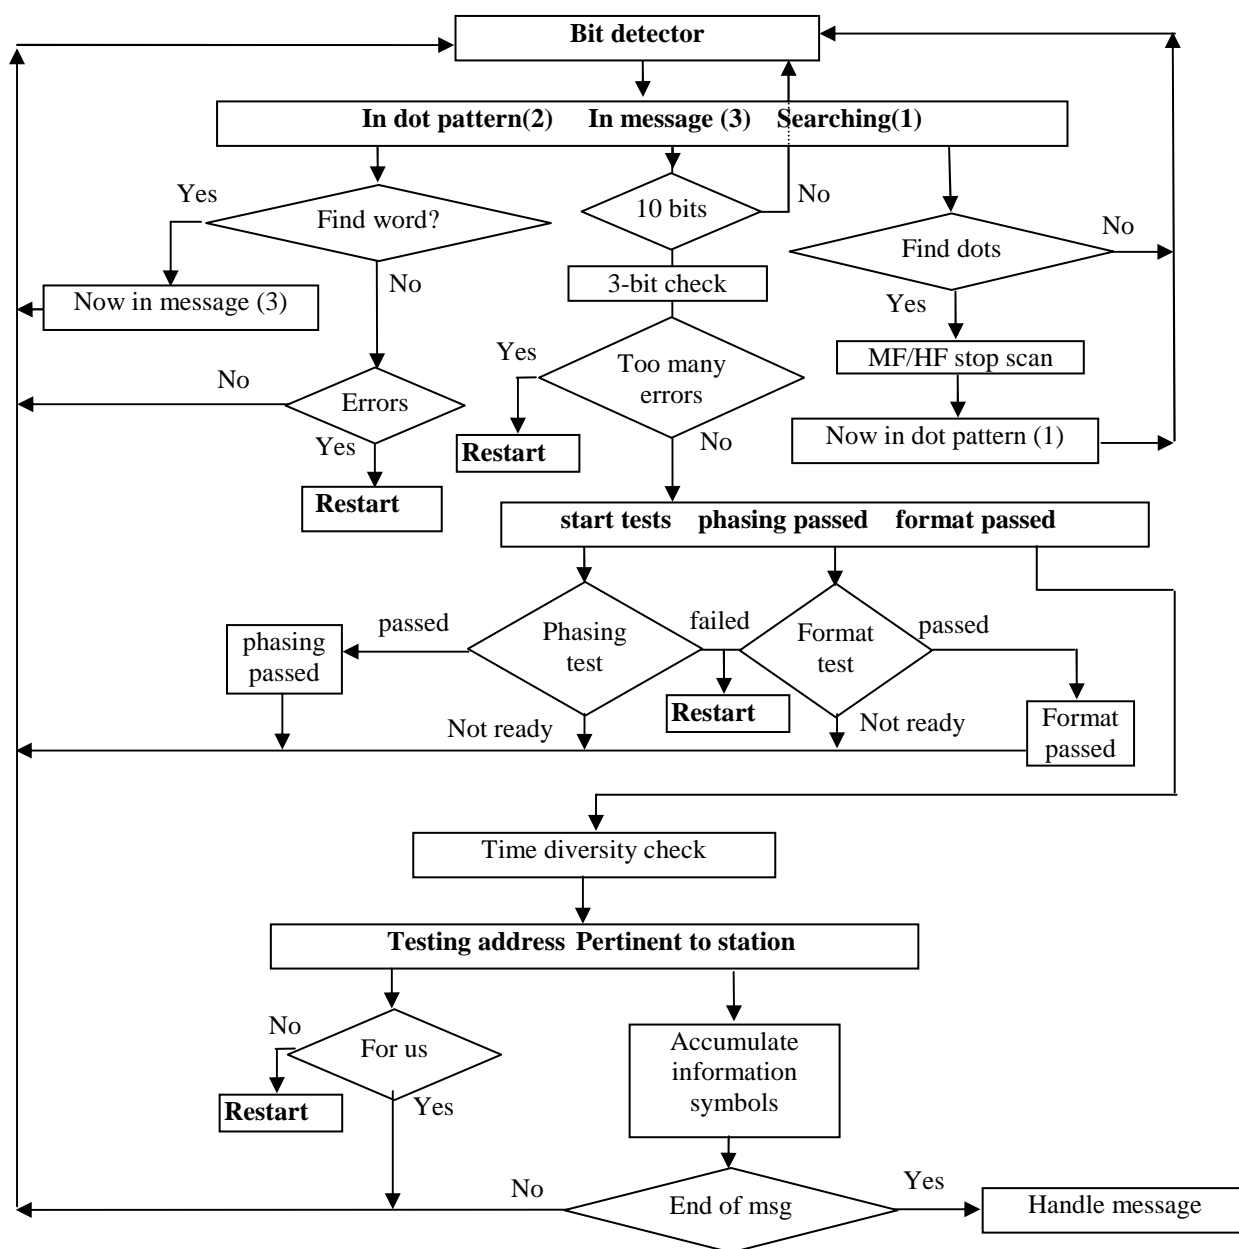 Bit detector
In dot pattern(2) In message (3) Searching(1)
Yes
Find word?
10 bits
No
Find dots
No
No
3-bit check
Now in message (3)
Yes
MF/HF stop scan
Yes
Too many
errors
No
Errors
Now in dot pattern (1)
Yes
Restart
No
Restart
start tests phasing passed format passed
passed
Phasing
test
failed
Format
test
passed
phasing
passed
Restart
Not ready
Not ready
Format
passed
Time diversity check
Testing address Pertinent to station
No
For us
Accumulate
information
symbols
Restart
Yes
No
End of msg
Yes
Handle message